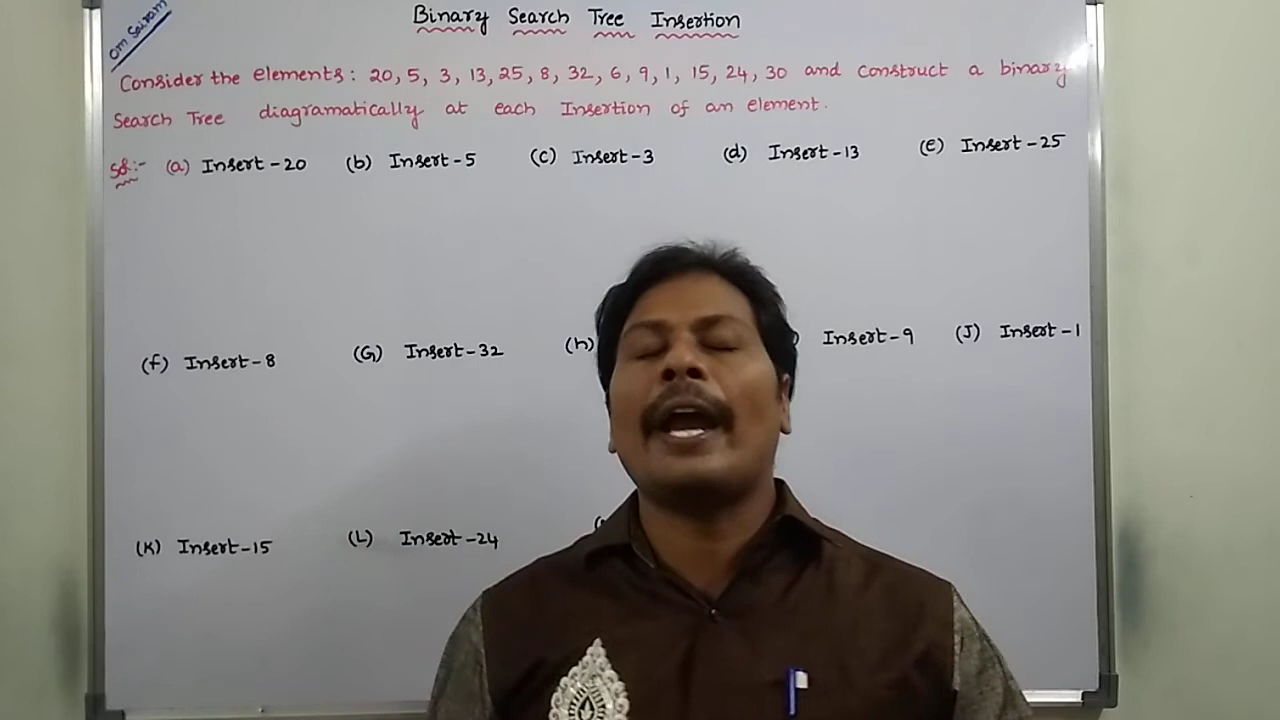 Om Sairam
Binary Search Tree Insertion
Consider the elements: 20, 5, 3, 13, 25, 8, 32, 6, 9, 1, 15, 24, 30 and construct a binary
Search Tree diagramatically at each Insertion of an element.
Sol:- (a) Insert-20 (b) Insert-5 (c) Insert-3 (d) Insert-13 (e) Insert-25
(f) Insert-8 (G) Insert-32 (h) ) Insert-9 (J) Insert-1
(K) Insert-15 (L) Insert-24 (